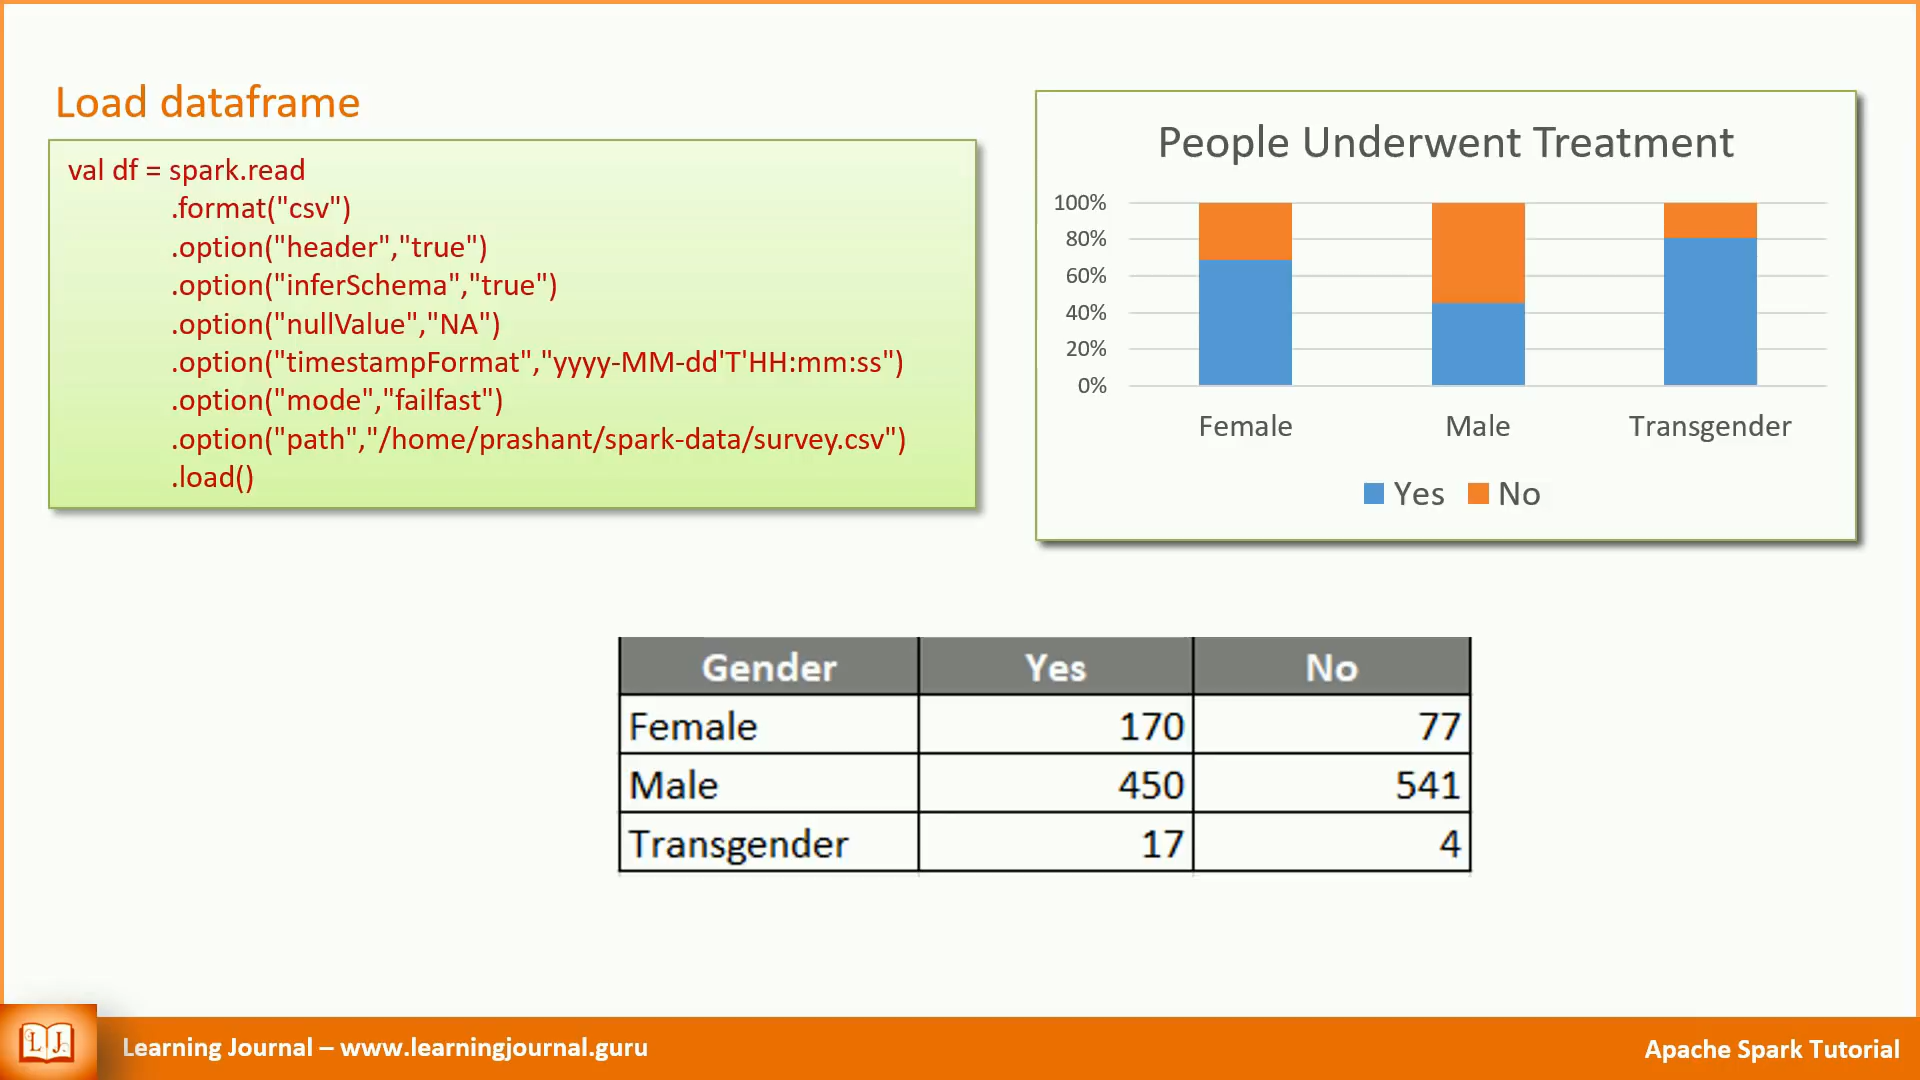 Load dataframe
val df = spark.read
.format("csv")
.option("header","true")
.option("inferSchema","true")
.option("nullValue","NA")
.option("timestampFormat","yyyy-MM-dd'T'HH:mm:ss")
.option("mode","failfast")
.option("path","/home/prashant/spark-data/survey.csv")
.load()
People Underwent Treatment
100%
80%
60%
40%
20%
0%
Female Male Transgender
Yes No
Gender Yes No
Female 170 77
Male 450 541
Transgender 17 4
LJ
Learning Journal – www.learningjournal.guru
Apache Spark Tutorial